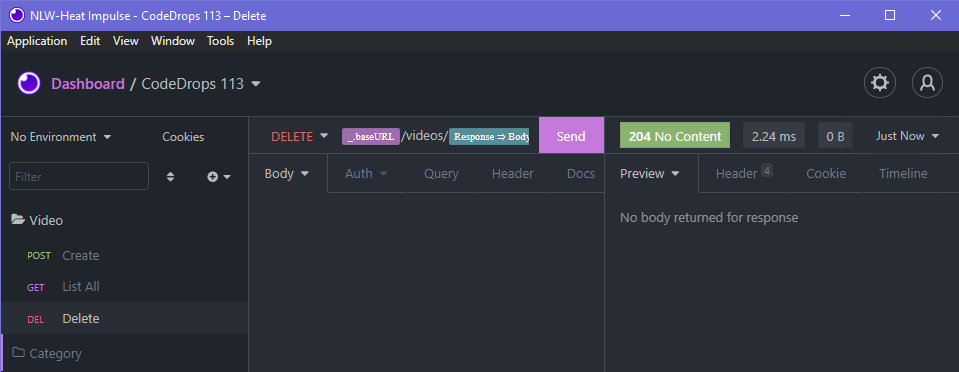 NLW-Heat Impulse - CodeDrops 113 – Delete
Application Edit View Window Tools Help
Dashboard / CodeDrops 113
No Environment Cookies
DELETE _.baseURL /videos/ Response ⇒ Body Send
204 No Content 2.24 ms 0 B Just Now
Filter
Body Auth Query Header Docs
Preview Header 4 Cookie Timeline
Video
POST Create
GET List All
DEL Delete
Category
No body returned for response